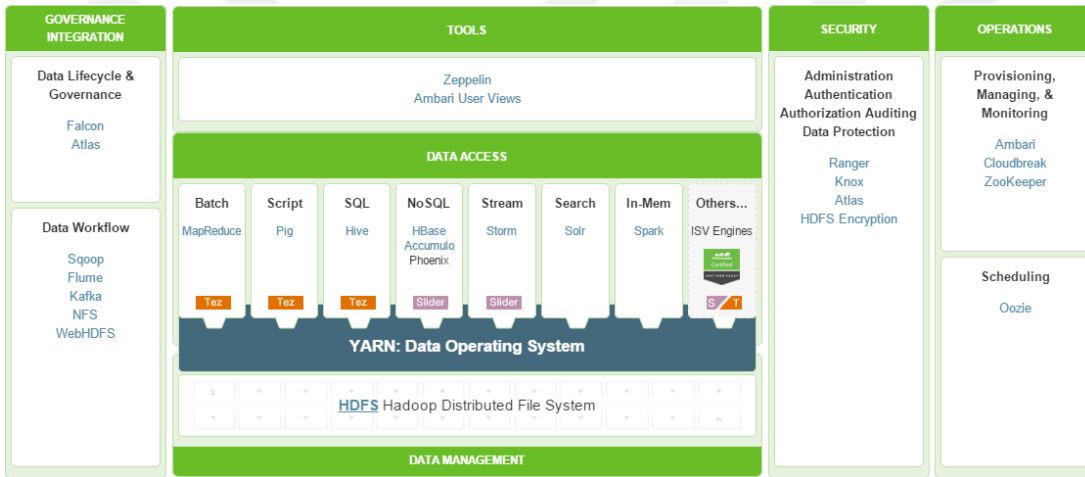 GOVERNANCE
INTEGRATION
Data Lifecycle &
Governance
Falcon
Atlas
Data Workflow
Sqoop
Flume
Kafka
NFS
WebHDFS
TOOLS
Zeppelin
Ambari User Views
DATA ACCESS
Batch
MapReduce
Tez
Script
Pig
Tez
SQL
Hive
Tez
NoSQL
HBase
Accumulo
Phoenix
Slider
Stream
Storm
Slider
Search
Solr
In-Mem
Spark
Others...
ISV Engines
Certified
S T
YARN: Data Operating System
HDFS Hadoop Distributed File System
DATA MANAGEMENT
SECURITY
Administration
Authentication
Authorization Auditing
Data Protection
Ranger
Knox
Atlas
HDFS Encryption
OPERATIONS
Provisioning,
Managing, &
Monitoring
Ambari
Cloudbreak
ZooKeeper
Scheduling
Oozie